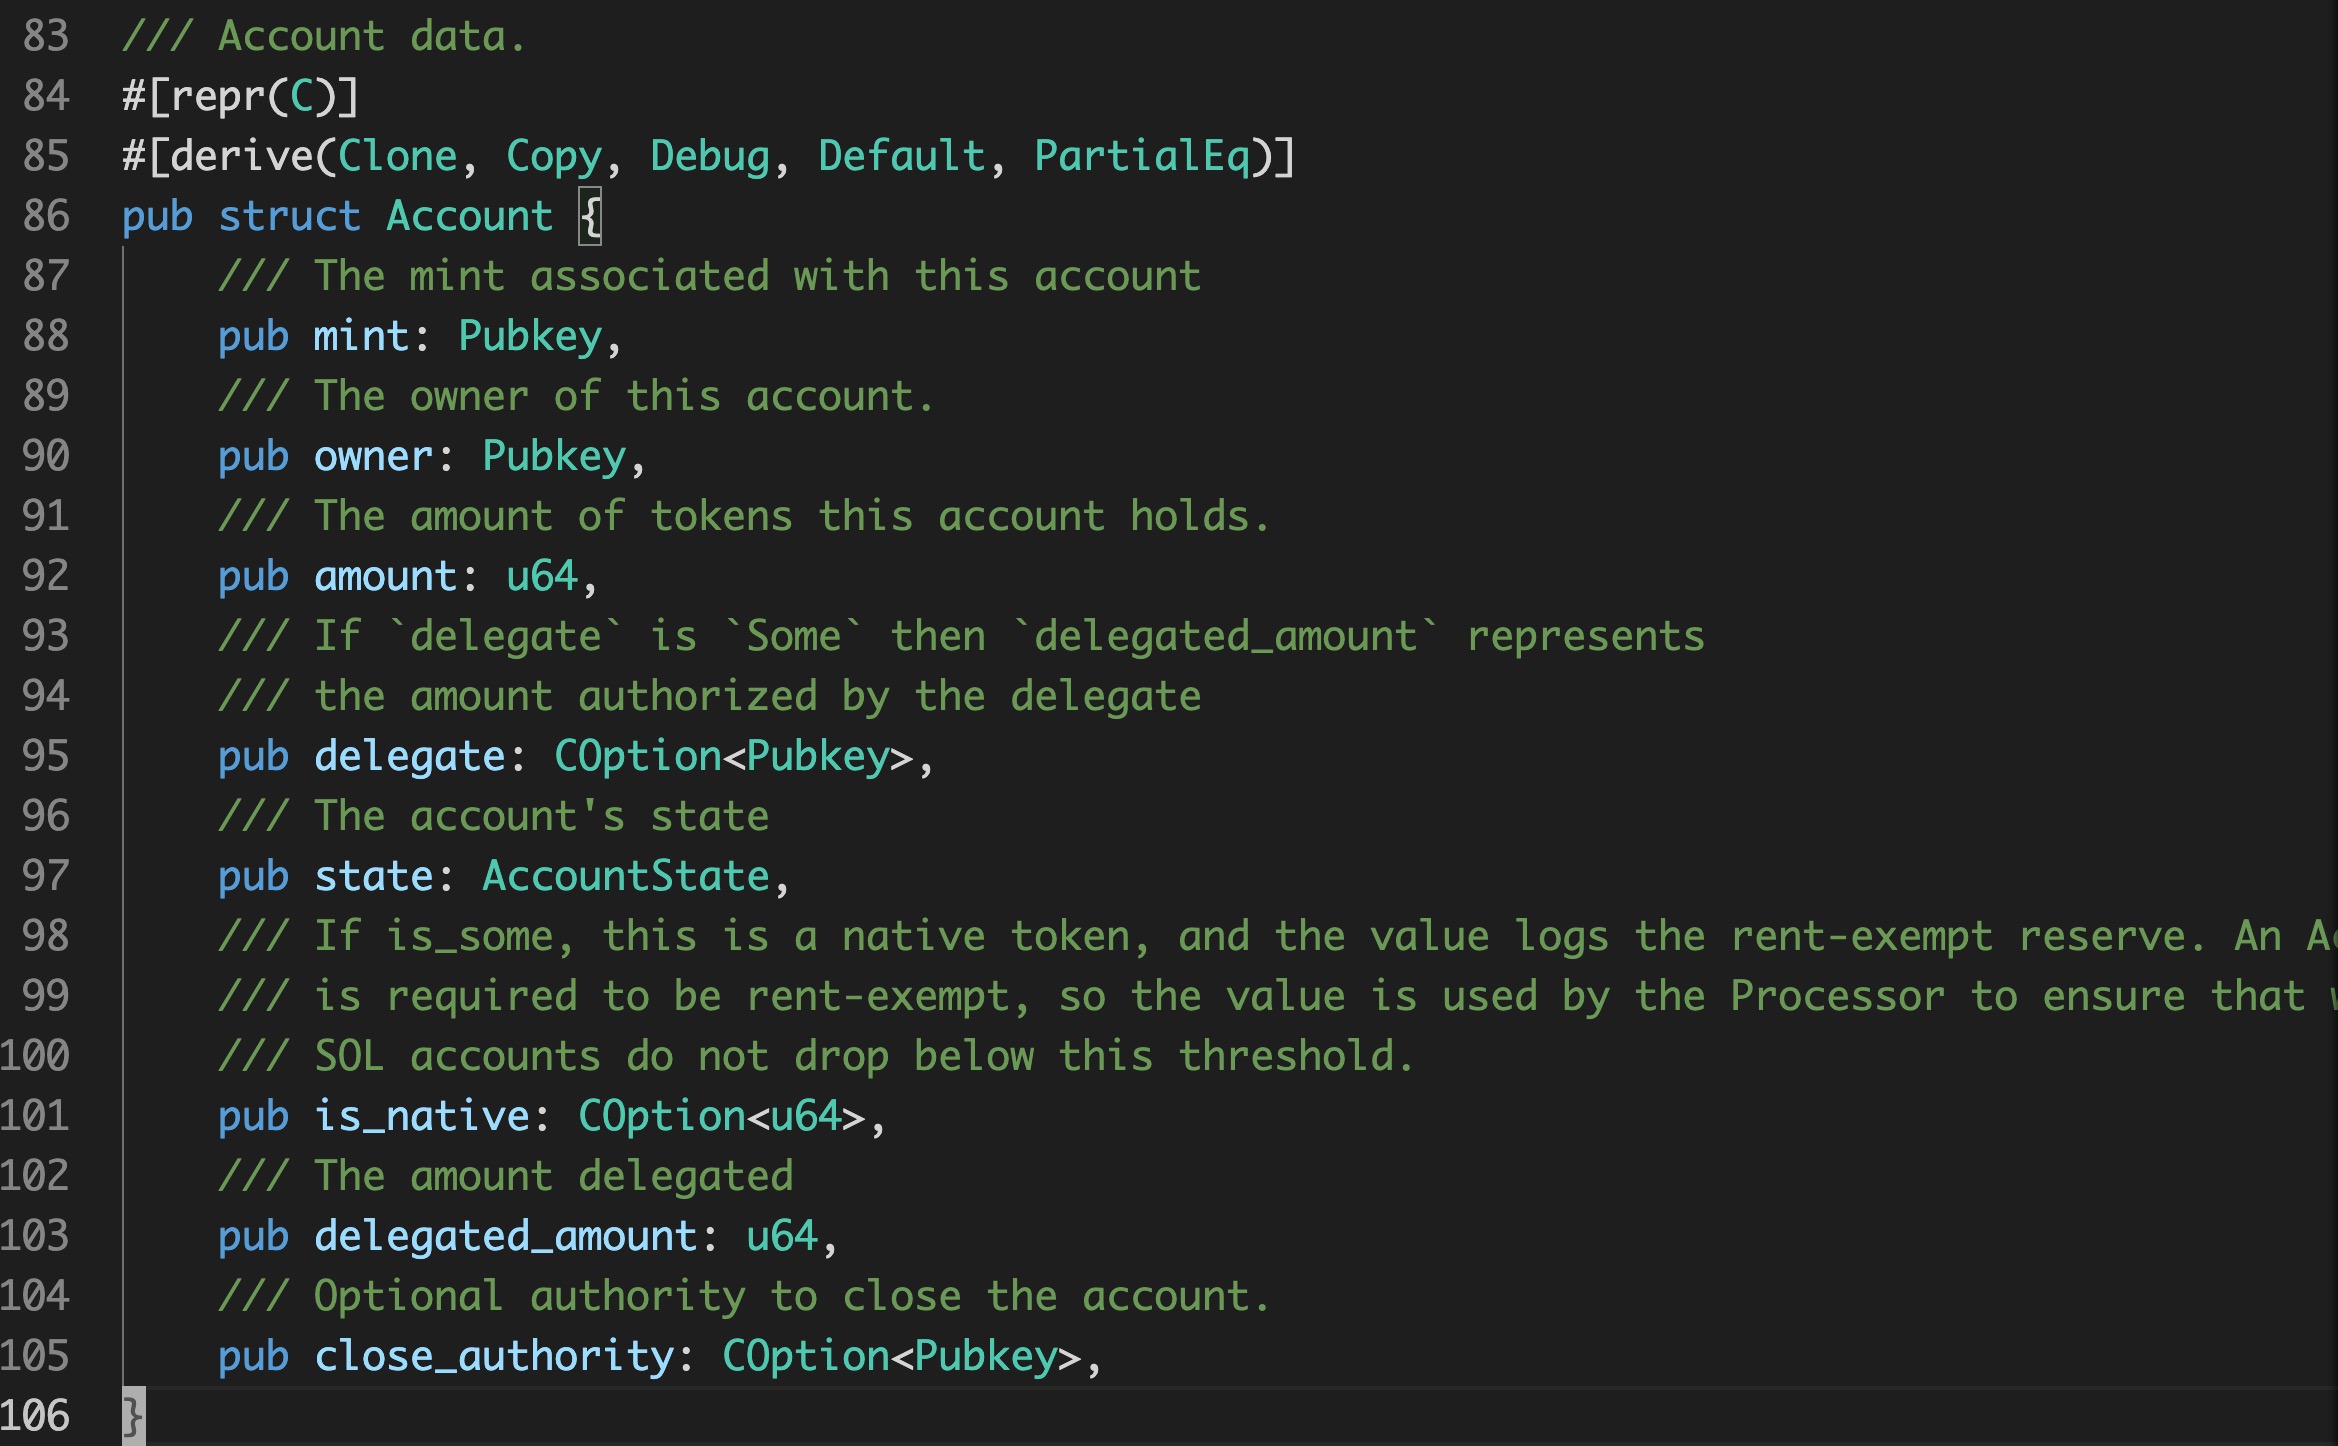 83 /// Account data.
84 #[repr(C)]
85 #[derive(Clone, Copy, Debug, Default, PartialEq)]
86 pub struct Account {
87     /// The mint associated with this account
88     pub mint: Pubkey,
89     /// The owner of this account.
90     pub owner: Pubkey,
91     /// The amount of tokens this account holds.
92     pub amount: u64,
93     /// If `delegate` is `Some` then `delegated_amount` represents
94     /// the amount authorized by the delegate
95     pub delegate: COption<Pubkey>,
96     /// The account's state
97     pub state: AccountState,
98     /// If is_some, this is a native token, and the value logs the rent-exempt reserve. An
99     /// is required to be rent-exempt, so the value is used by the Processor to ensure that
100     /// SOL accounts do not drop below this threshold.
101     pub is_native: COption<u64>,
102     /// The amount delegated
103     pub delegated_amount: u64,
104     /// Optional authority to close the account.
105     pub close_authority: COption<Pubkey>,
106 }